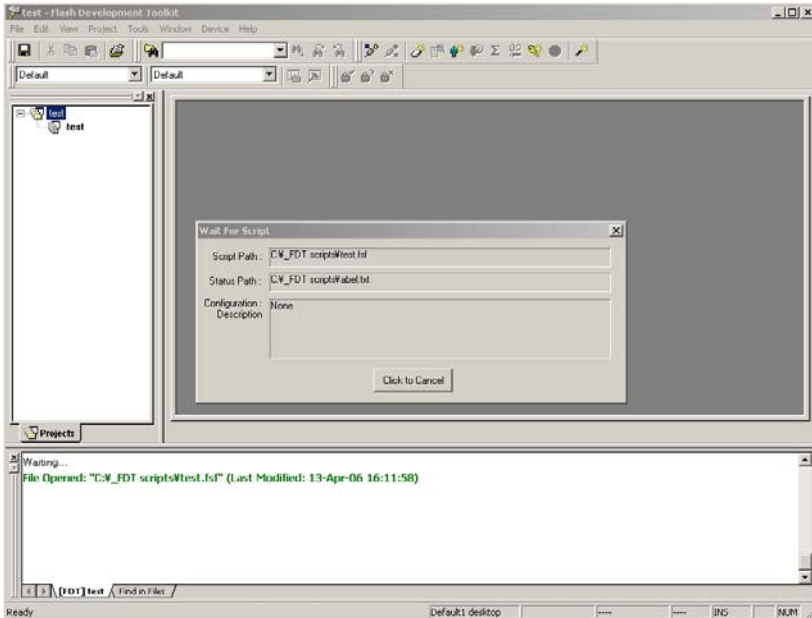 test - Flash Development Toolkit
File Edit View Project Tools Window Device Help
Default Default
test
test
Wait For Script
Script Path : C:¥_FDT scripts¥test.fsf
Status Path : C:¥_FDT scripts¥label.txt
Configuration : None
Description
Click to Cancel
Projects
Waiting...
File Opened: "C:¥_FDT scripts¥test.fsf" (Last Modified: 13-Apr-06 16:11:58)
[FDT] test Find in Files
Ready Default1 desktop ---- ---- INS NUM